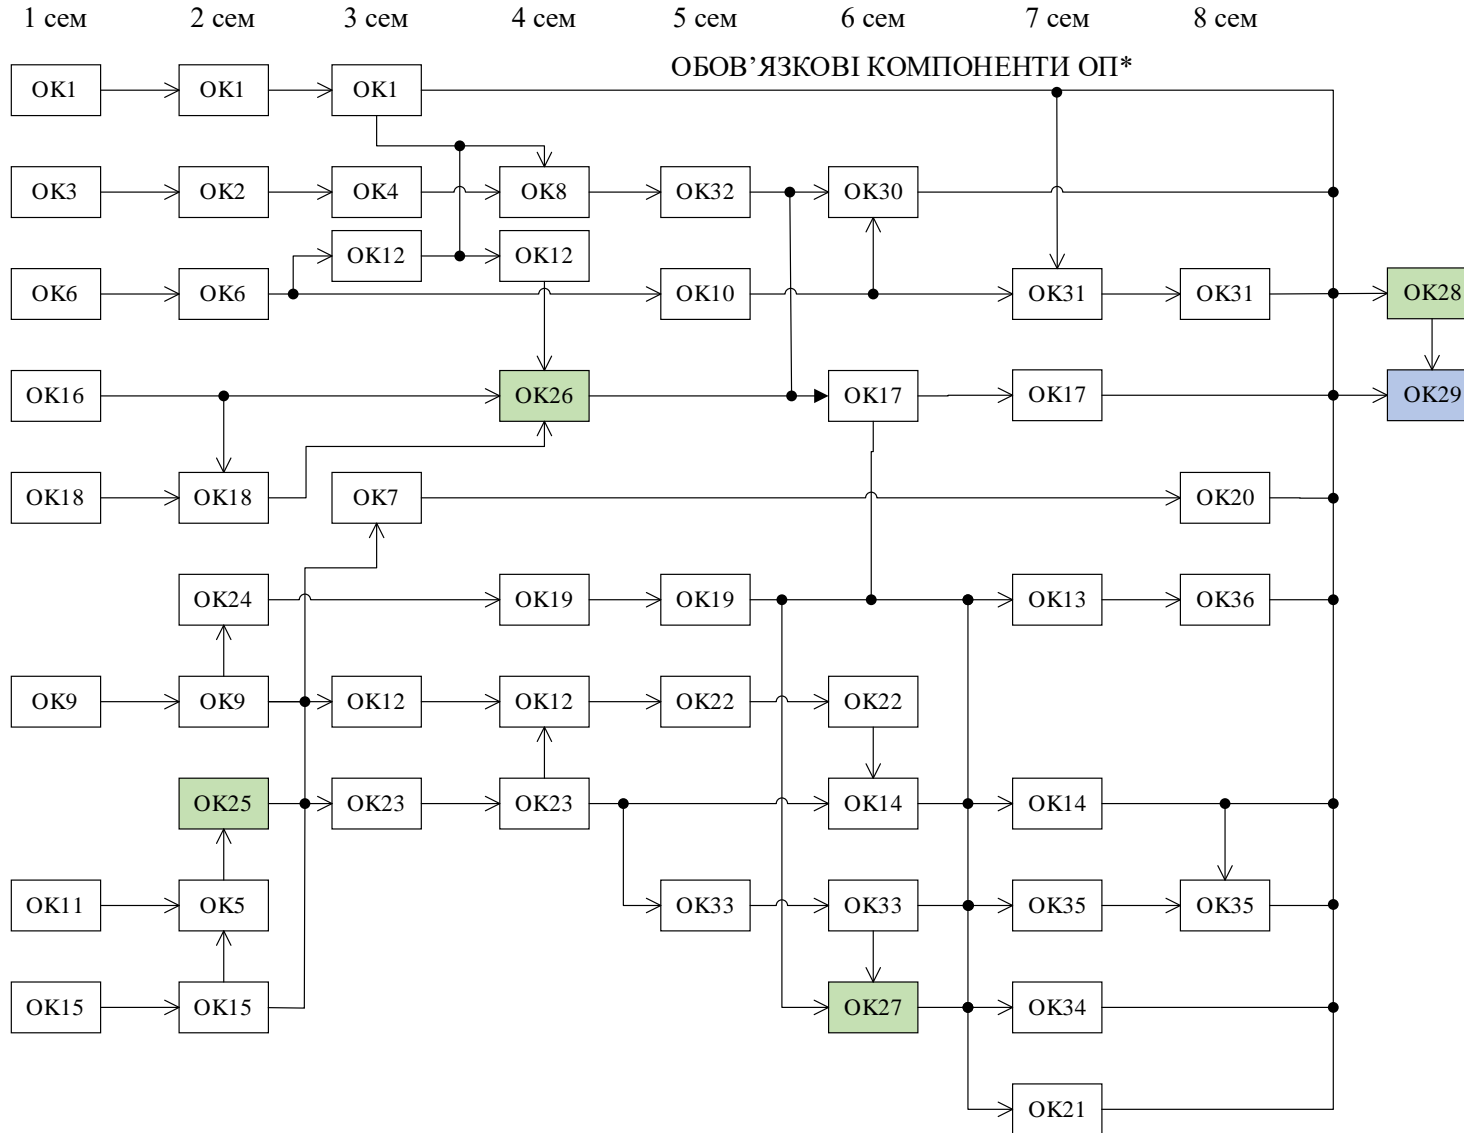 1 сем 2 сем 3 сем 4 сем 5 сем 6 сем 7 сем 8 сем
ОБОВ’ЯЗКОВІ КОМПОНЕНТИ ОП*
ОК1 ОК1 ОК1
ОК3 ОК2 ОК4 ОК8 ОК32 ОК30
ОК12 ОК12
ОК6 ОК6 ОК10 ОК31 ОК31 ОК28
ОК16 ОК26 ОК17 ОК17 ОК29
ОК18 ОК18 ОК7 ОК20
ОК24 ОК19 ОК19 ОК13 ОК36
ОК9 ОК9 ОК12 ОК12 ОК22 ОК22
ОК25 ОК23 ОК23 ОК14 ОК14
ОК11 ОК5 ОК33 ОК33 ОК35 ОК35
ОК15 ОК15 ОК27 ОК34
ОК21